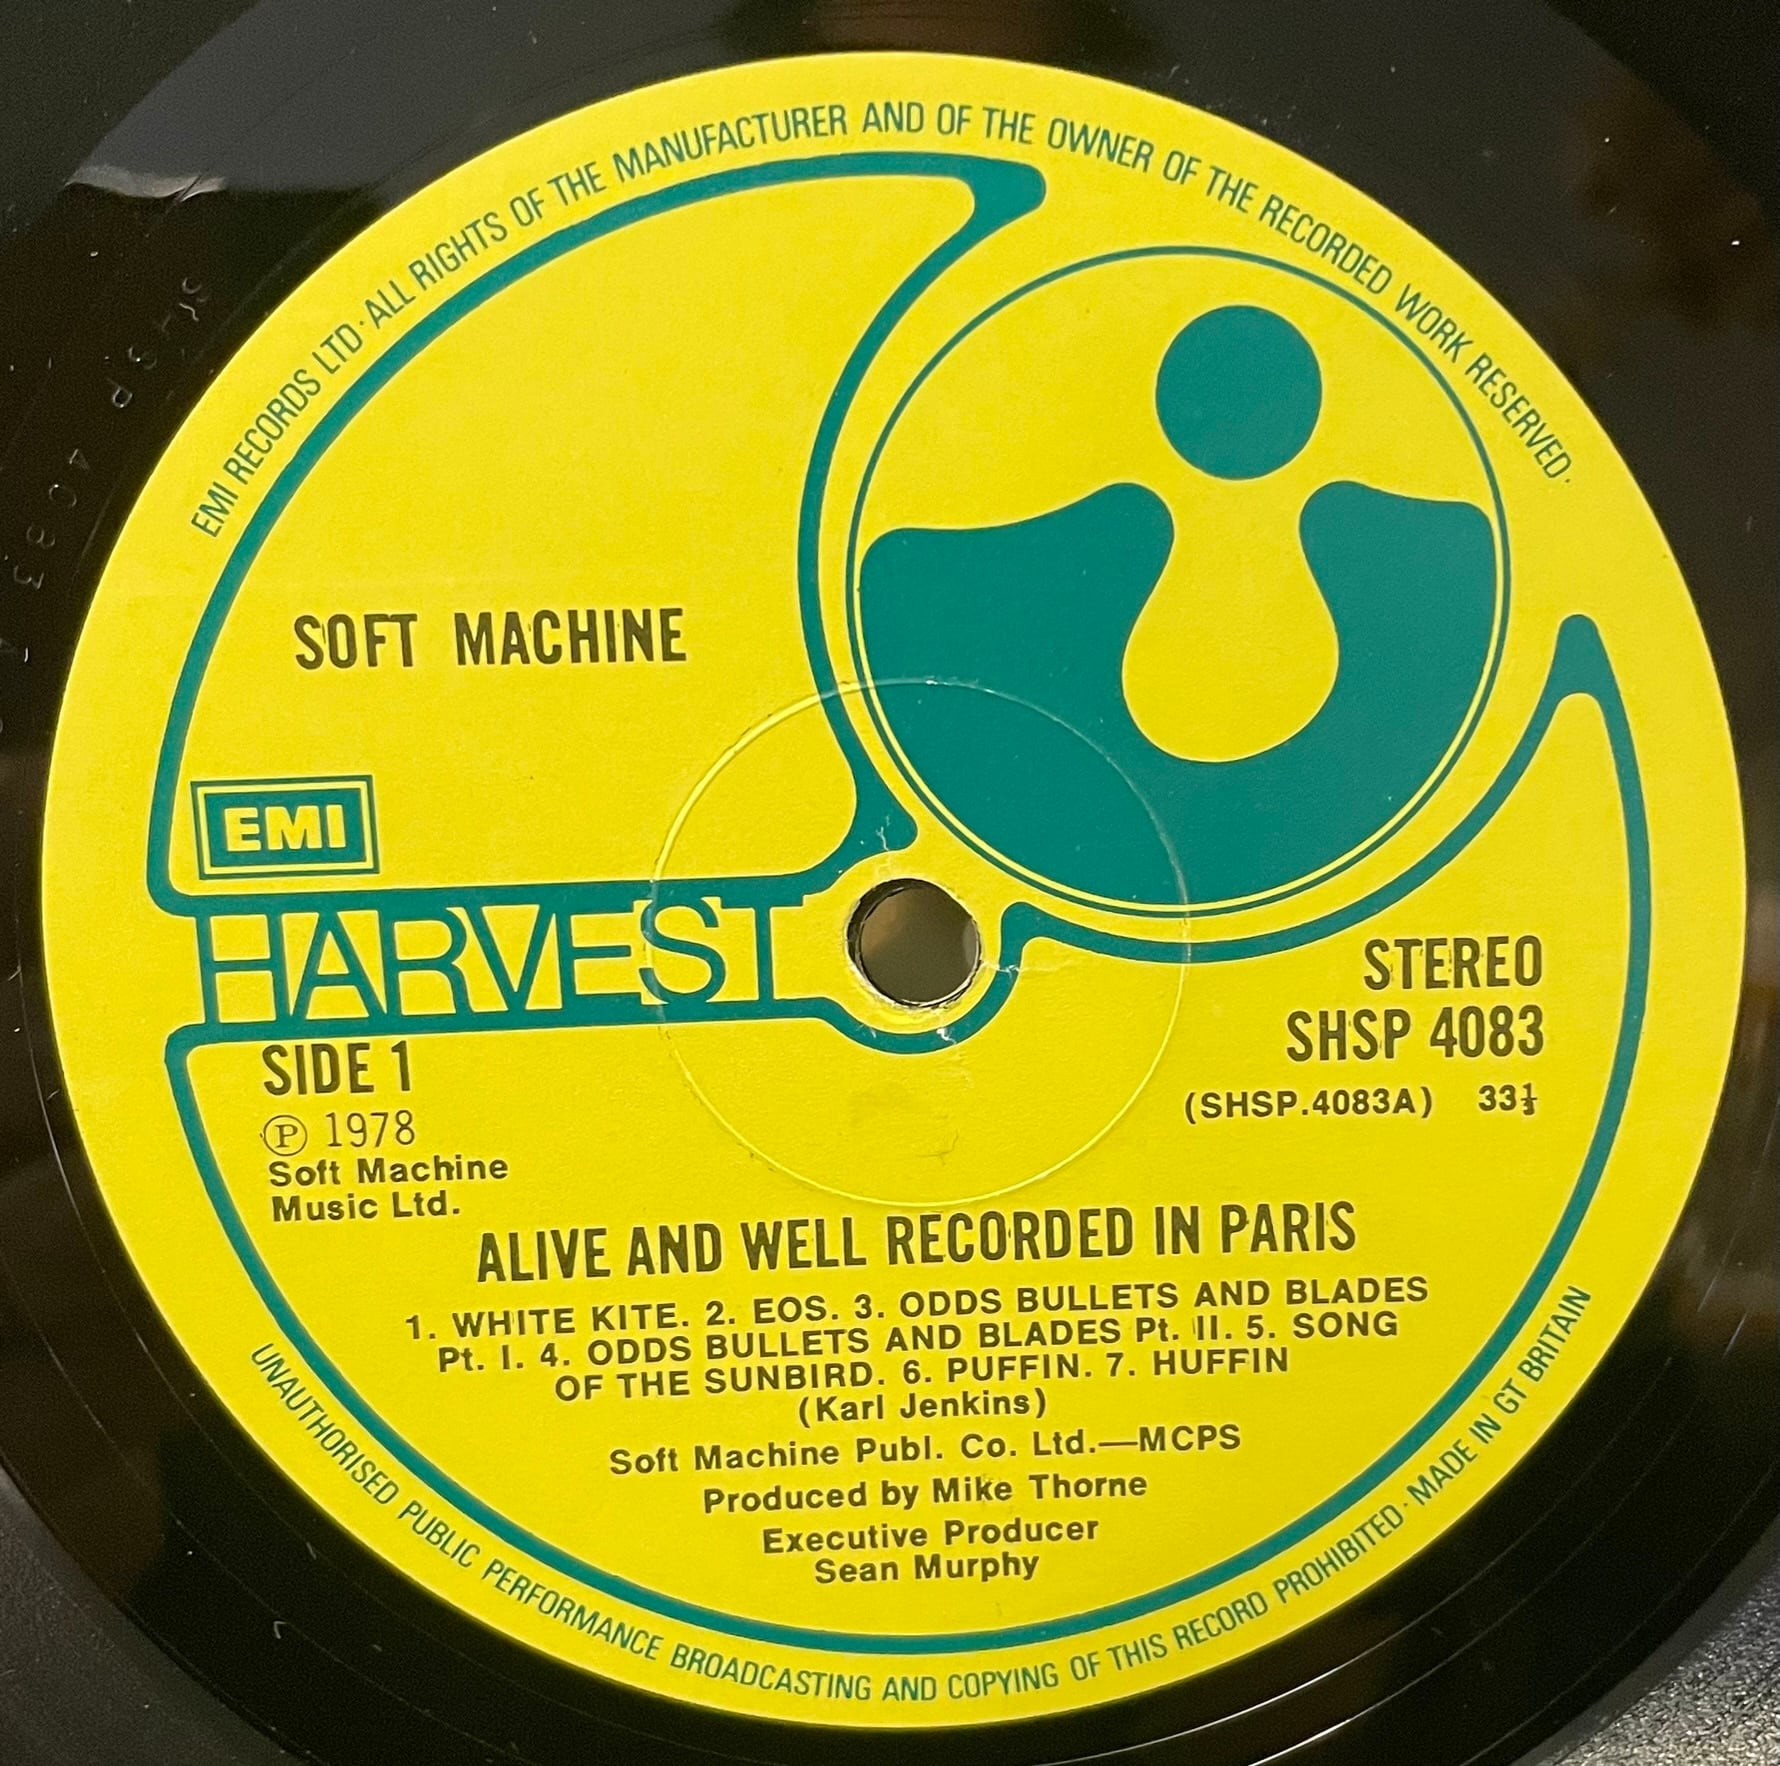 EMI RECORDS LTD · ALL RIGHTS OF THE MANUFACTURER AND OF THE OWNER OF THE RECORDED WORK RESERVED ·
SOFT MACHINE
EMI
HARVEST
STEREO
SHSP 4083
(SHSP.4083A) 33⅓
SIDE 1
℗ 1978
Soft Machine
Music Ltd.
ALIVE AND WELL RECORDED IN PARIS
1. WHITE KITE. 2. EOS. 3. ODDS BULLETS AND BLADES
Pt. I. 4. ODDS BULLETS AND BLADES Pt. II. 5. SONG
OF THE SUNBIRD. 6. PUFFIN. 7. HUFFIN
(Karl Jenkins)
Soft Machine Publ. Co. Ltd.—MCPS
Produced by Mike Thorne
Executive Producer
Sean Murphy
UNAUTHORISED PUBLIC PERFORMANCE BROADCASTING AND COPYING OF THIS RECORD PROHIBITED · MADE IN GT BRITAIN